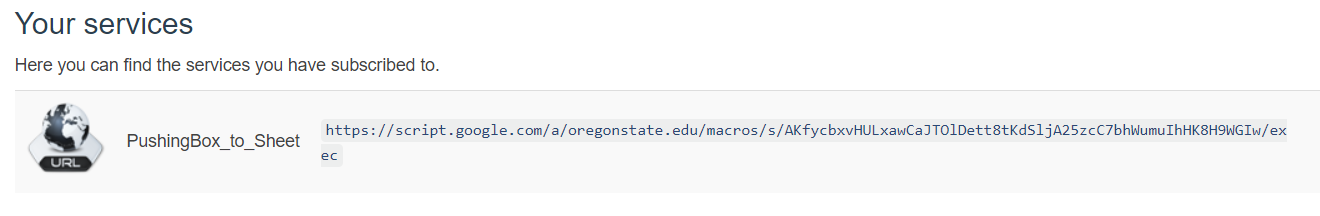 Your services
Here you can find the services you have subscribed to.
URL
PushingBox_to_Sheet
https://script.google.com/a/oregonstate.edu/macros/s/AKfycbxvHULxawCaJTOlDett8tKdSljA25zcC7bhWumuIhHK8H9WGIw/ex
ec